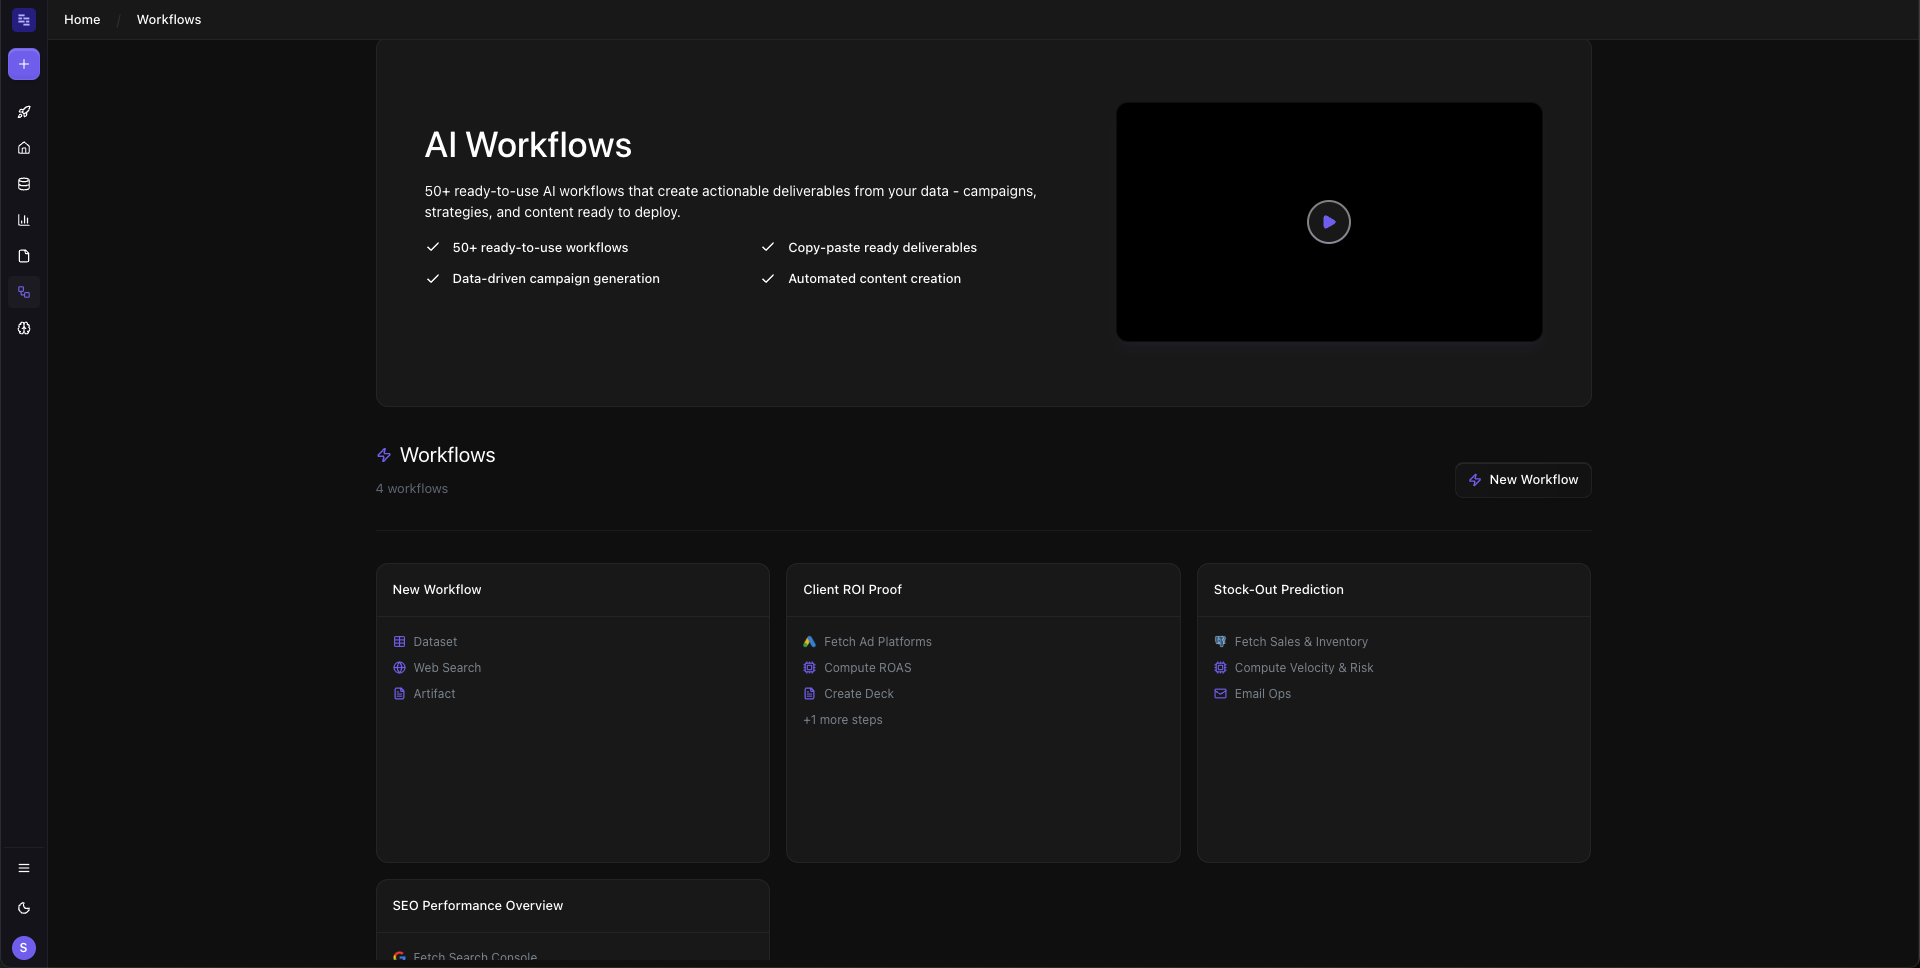 Home / Workflows
AI Workflows
50+ ready-to-use AI workflows that create actionable deliverables from your data - campaigns,
strategies, and content ready to deploy.
50+ ready-to-use workflows
Copy-paste ready deliverables
Data-driven campaign generation
Automated content creation
Workflows
4 workflows
New Workflow
New Workflow
Dataset
Web Search
Artifact
Client ROI Proof
Fetch Ad Platforms
Compute ROAS
Create Deck
+1 more steps
Stock-Out Prediction
Fetch Sales & Inventory
Compute Velocity & Risk
Email Ops
SEO Performance Overview
Fetch Search Console
S